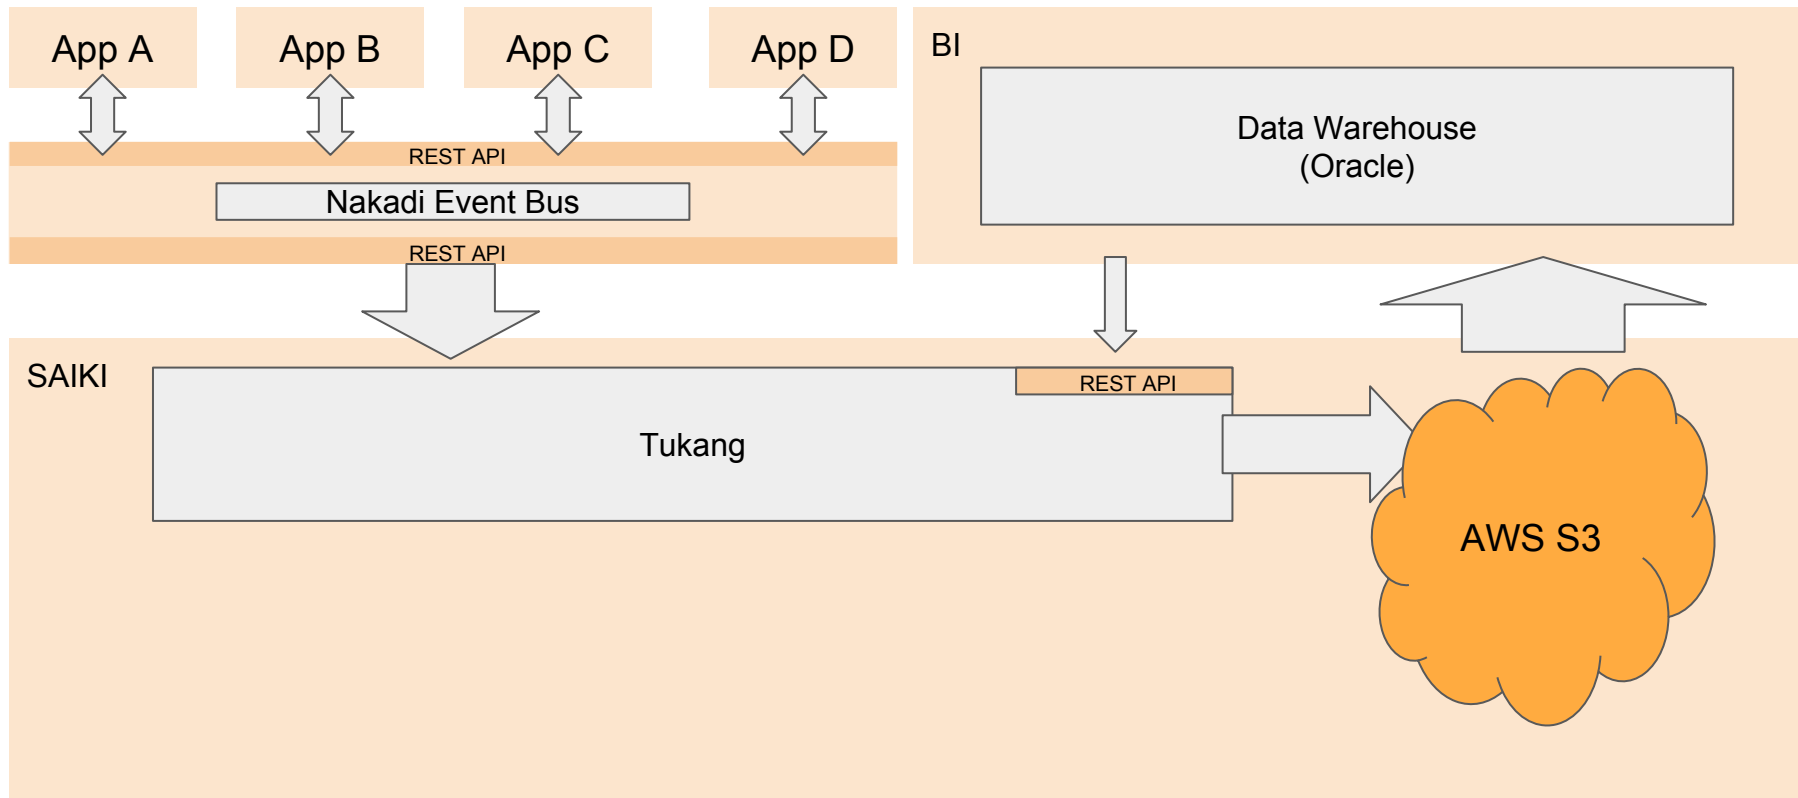 App A
App B
App C
App D
REST API
Nakadi Event Bus
REST API
BI
Data Warehouse
(Oracle)
SAIKI
REST API
Tukang
AWS S3